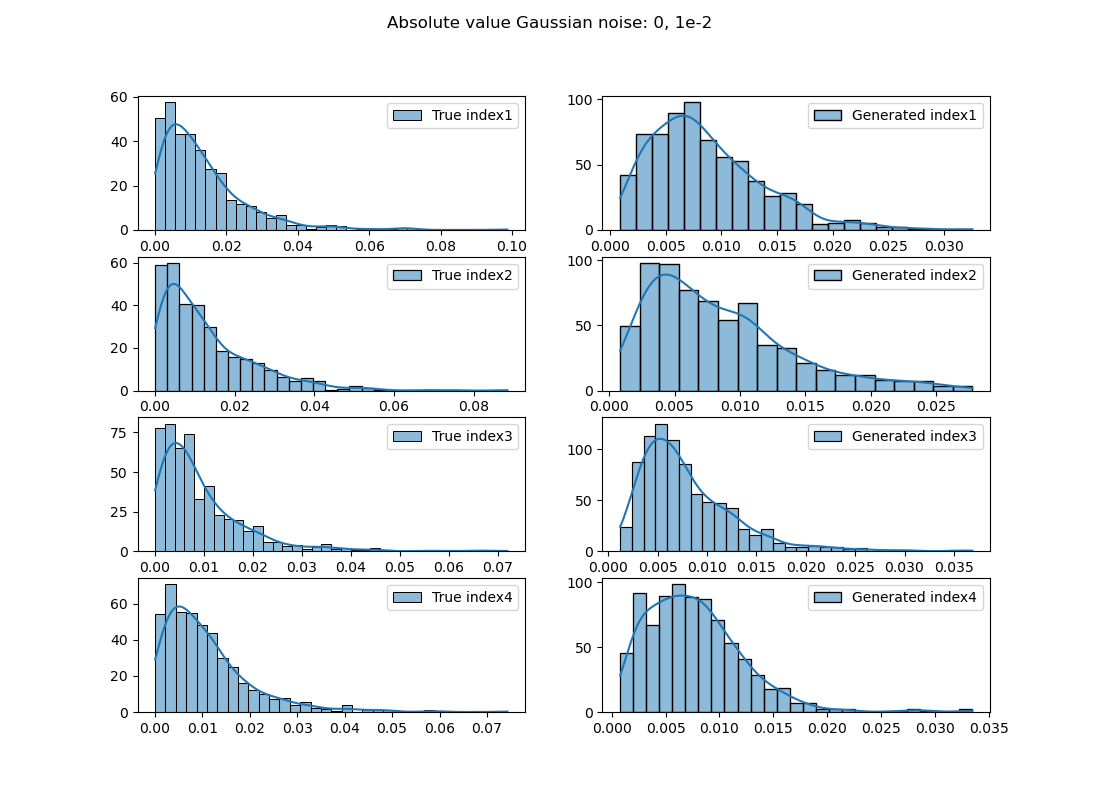 Absolute value Gaussian noise: 0, 1e-2
True index1
60
40
20
0
0.00 0.02 0.04 0.06 0.08 0.10
Generated index1
100
50
0
0.000 0.005 0.010 0.015 0.020 0.025 0.030
True index2
60
40
20
0
0.00 0.02 0.04 0.06 0.08
Generated index2
100
50
0
0.000 0.005 0.010 0.015 0.020 0.025
True index3
75
50
25
0
0.00 0.01 0.02 0.03 0.04 0.05 0.06 0.07
Generated index3
100
50
0
0.000 0.005 0.010 0.015 0.020 0.025 0.030 0.035
True index4
60
40
20
0
0.00 0.01 0.02 0.03 0.04 0.05 0.06 0.07
Generated index4
100
50
0
0.000 0.005 0.010 0.015 0.020 0.025 0.030 0.035